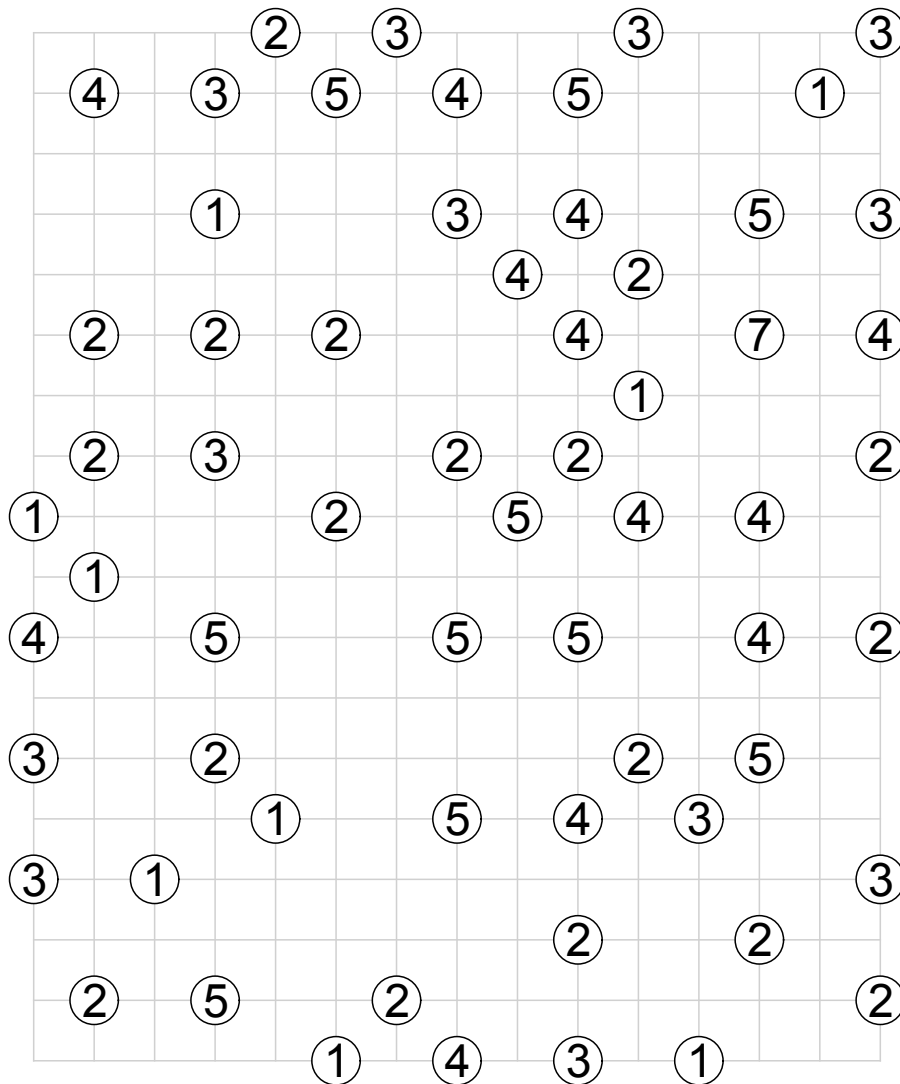 2 3 3 3
4 3 5 4 5 1
1 3 4 5 3
4 2
2 2 2 4 7 4
1
2 3 2 2 2
1 2 5 4 4
1
4 5 5 5 4 2
3 2 2 5
1 5 4 3
3 1 3
2 2
2 5 2 2
1 4 3 1